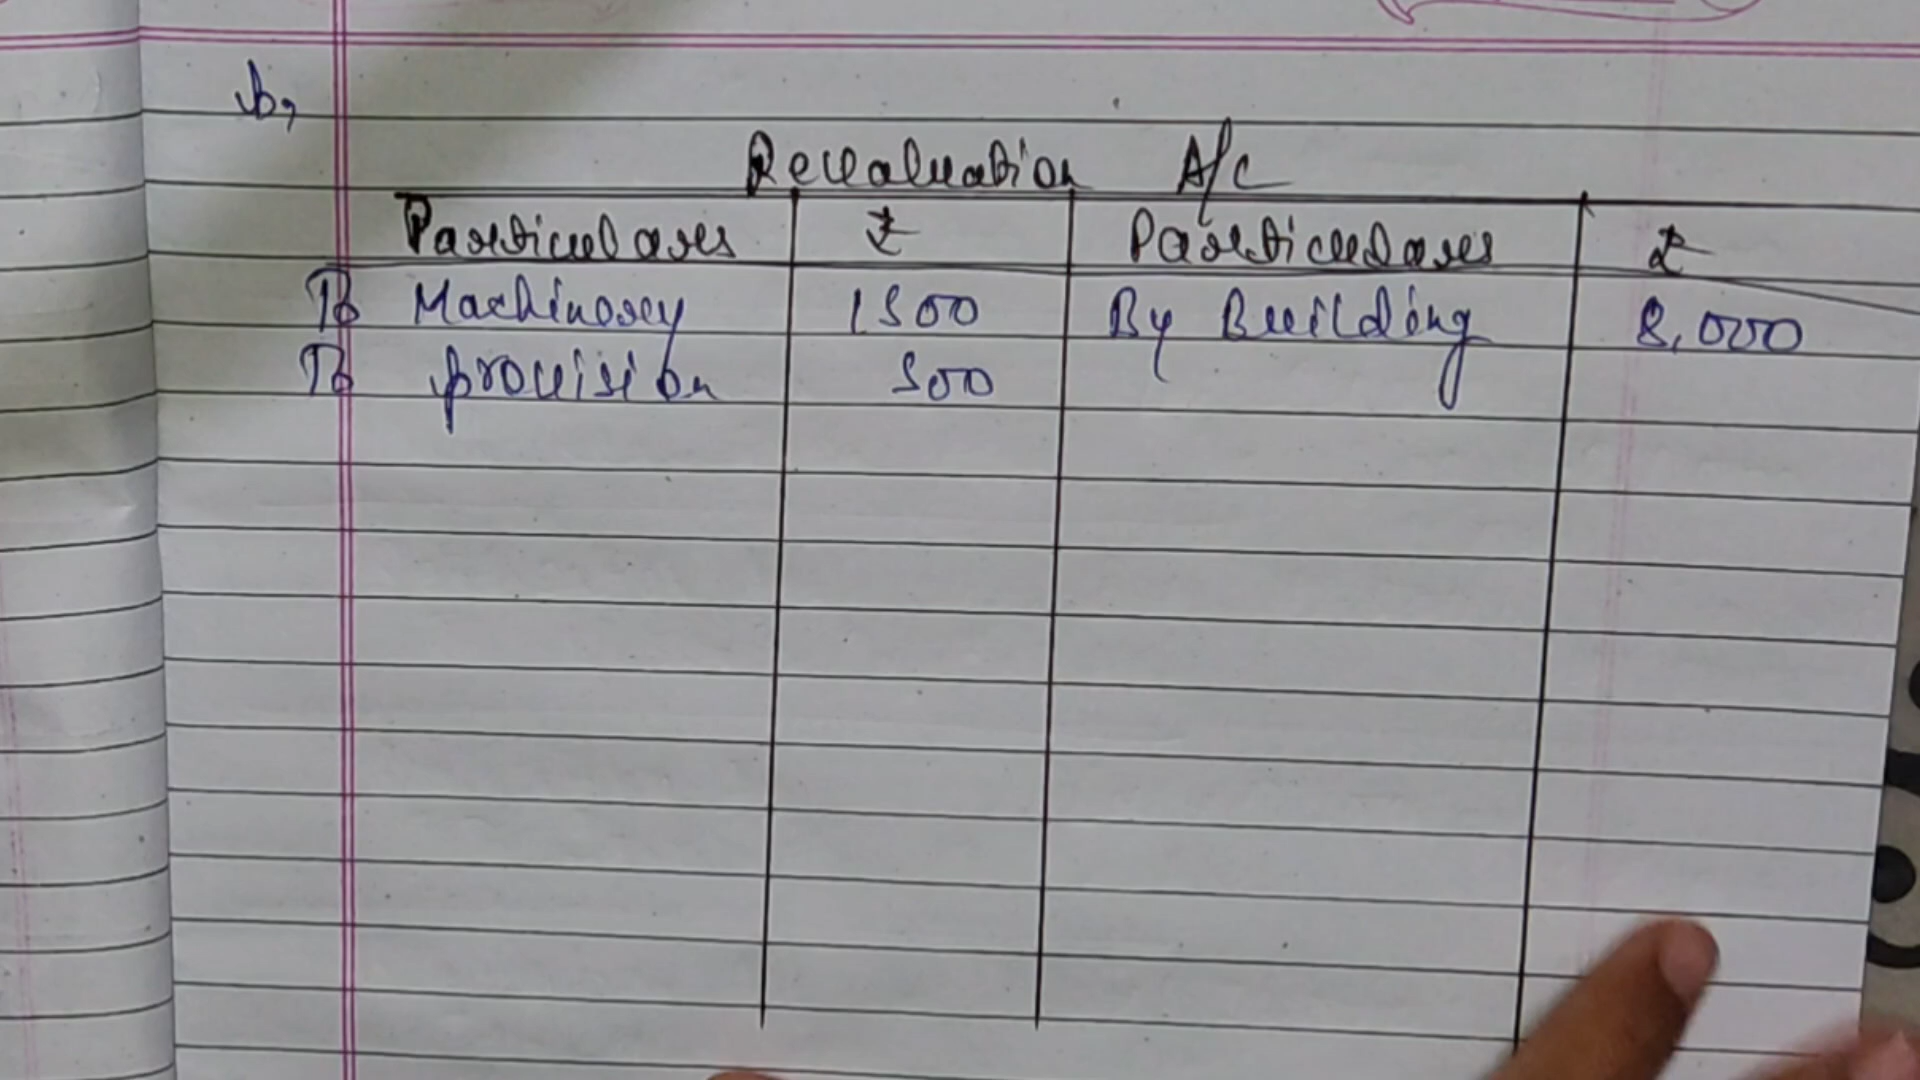 b,
Revaluation A/c
Particulars ₹ Particulars ₹
To Machinery 1500 By Building 8,000
To provision 500